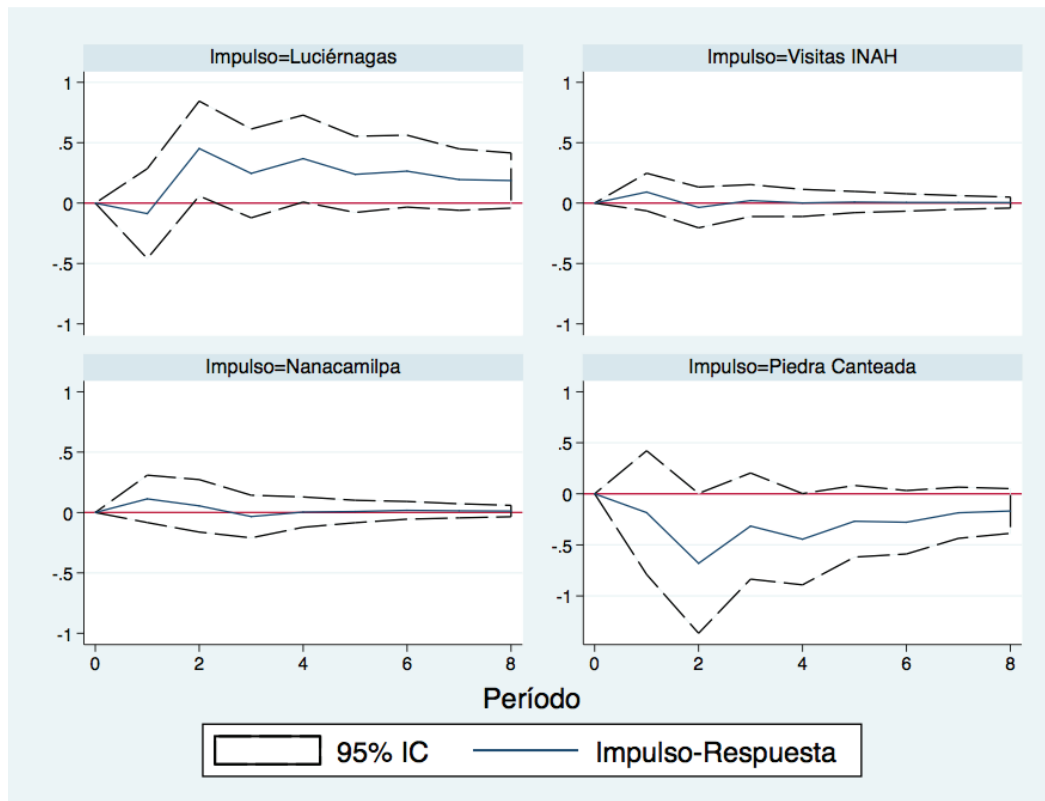 Impulso=Luciérnagas
1
.5
0
-.5
-1
Impulso=Visitas INAH
1
.5
0
-.5
-1
Impulso=Nanacamilpa
1
.5
0
-.5
-1
0 2 4 6 8
Impulso=Piedra Canteada
1
.5
0
-.5
-1
0 2 4 6 8
Período
95% IC Impulso-Respuesta